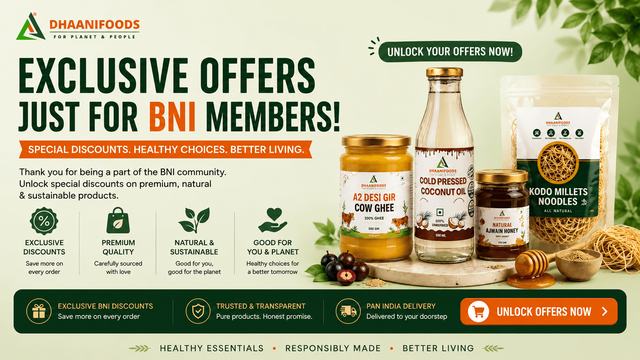 DHAANIFOODS
FOR PLANET & PEOPLE
EXCLUSIVE OFFERS
JUST FOR BNI MEMBERS!
SPECIAL DISCOUNTS. HEALTHY CHOICES. BETTER LIVING.
Thank you for being a part of the BNI community.
Unlock special discounts on premium, natural
& sustainable products.
EXCLUSIVE
DISCOUNTS
Save more on
every order
PREMIUM
QUALITY
Carefully sourced
with love
NATURAL &
SUSTAINABLE
Good for you,
good for the planet
GOOD FOR
YOU & PLANET
Healthy choices for
a better tomorrow
UNLOCK YOUR OFFERS NOW!
DHAANIFOODS
A2 DESI GIR
COW GHEE
DHAANIFOODS
COLD PRESSED
COCONUT OIL
100%
DHAANIFOODS
NATURAL
AJWAIN HONEY
DHAANIFOODS
KODO MILLETS
NOODLES
ALL NATURAL
EXCLUSIVE BNI DISCOUNTS
Save more on every order
TRUSTED & TRANSPARENT
Pure products. Honest promise.
PAN INDIA DELIVERY
Delivered to your doorstep
UNLOCK OFFERS NOW
HEALTHY ESSENTIALS • RESPONSIBLY MADE • BETTER LIVING